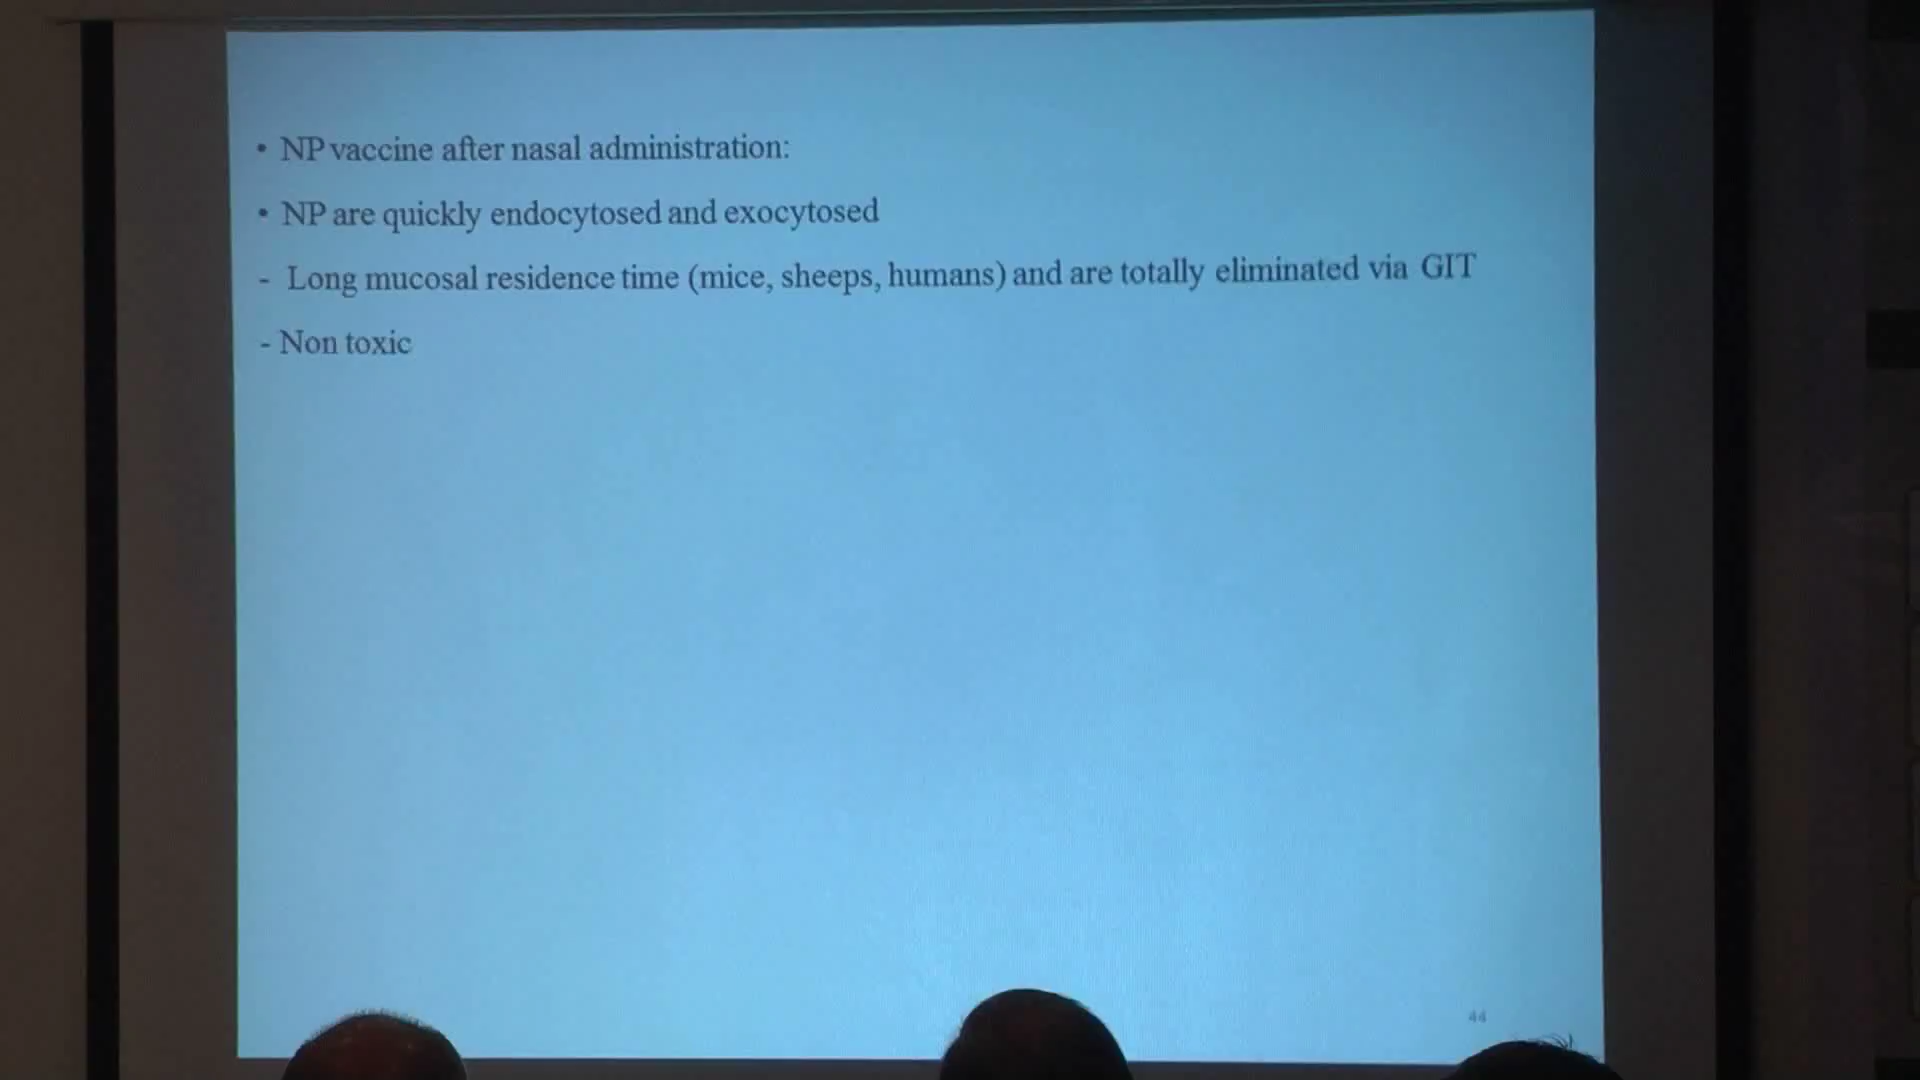 • NP vaccine after nasal administration:
• NP are quickly endocytosed and exocytosed
- Long mucosal residence time (mice, sheeps, humans) and are totally eliminated via GIT
- Non toxic
44